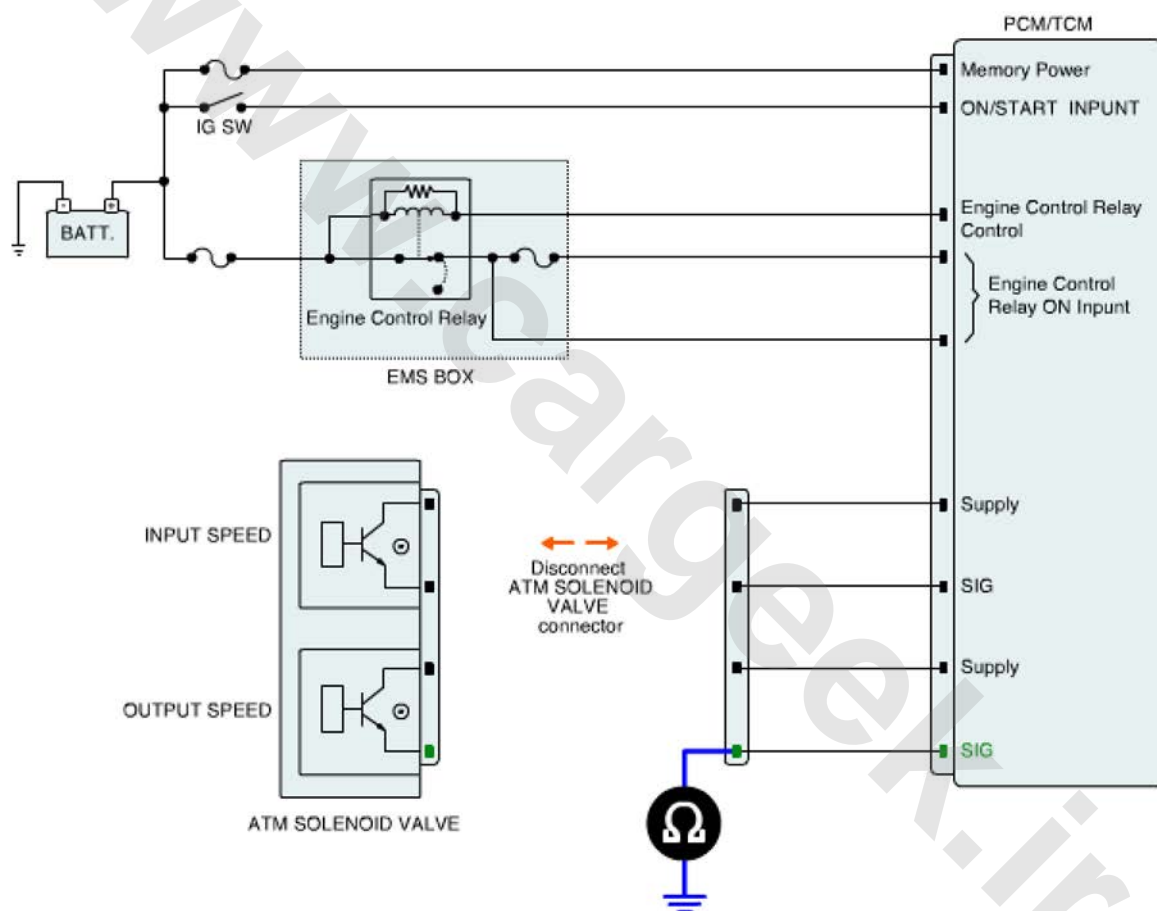 PCM/TCM
Memory Power
ON/START INPUNT
IG SW
- +
BATT.
Engine Control Relay
Control
Engine Control
Relay ON Inpunt
Engine Control Relay
EMS BOX
INPUT SPEED
Disconnect
ATM SOLENOID
VALVE
connector
Supply
SIG
Supply
OUTPUT SPEED
SIG
ATM SOLENOID VALVE
Ω
www.cargeek.ir